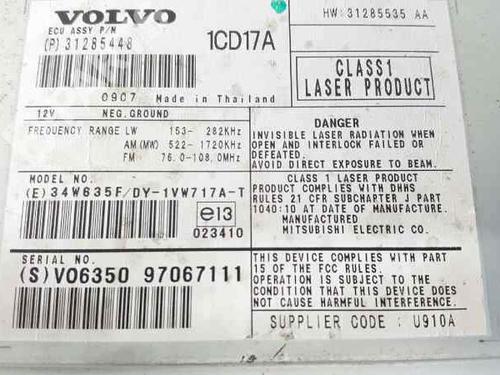 VOLVO
ECU ASSY P/N
(P) 31285448
1CD17A
HW: 31285535 AA
CLASS1
LASER PRODUCT
0907 Made in Thailand
12V NEG.GROUND
FREQUENCY RANGE LW 153- 282KHz
AM (MW) 522- 1720KHz
FM 76.0-108.0MHz
DANGER
INVISIBLE LASER RADIATION WHEN
OPEN AND INTERLOCK FAILED OR
DEFEATED.
AVOID DIRECT EXPOSURE TO BEAM.
MODEL NO.
(E) 34W635F/DY-1VW717A-T
e13
023410
CLASS 1 LASER PRODUCT
PRODUCT COMPLIES WITH DHHS
RULES 21 CFR SUBCHAPTER J PART
1040:10 AT DATE OF MANUFACTURE.
MANUFACTURED
MITSUBISHI ELECTRIC CO.
SERIAL NO.
(S) V06350 97067111
THIS DEVICE COMPLIES WITH PART
15 OF THE FCC RULES.
OPERATION IS SUBJECT TO THE
CONDITION THAT THIS DEVICE DOES
NOT CAUSE HARMFUL INTERFERENCE.
SUPPLIER CODE : U910A